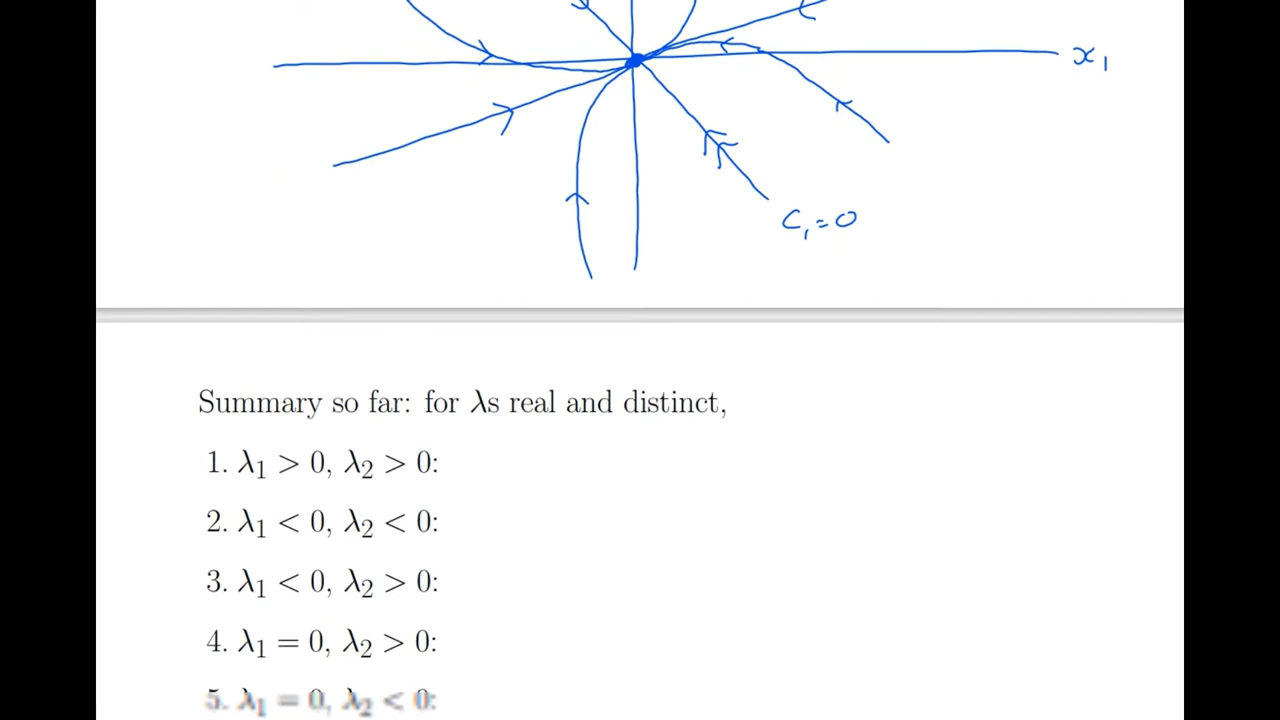 x₁
C₁=0
Summary so far: for λs real and distinct,
1. λ₁ > 0, λ₂ > 0:
2. λ₁ < 0, λ₂ < 0:
3. λ₁ < 0, λ₂ > 0:
4. λ₁ = 0, λ₂ > 0:
5. λ₁ = 0, λ₂ < 0: